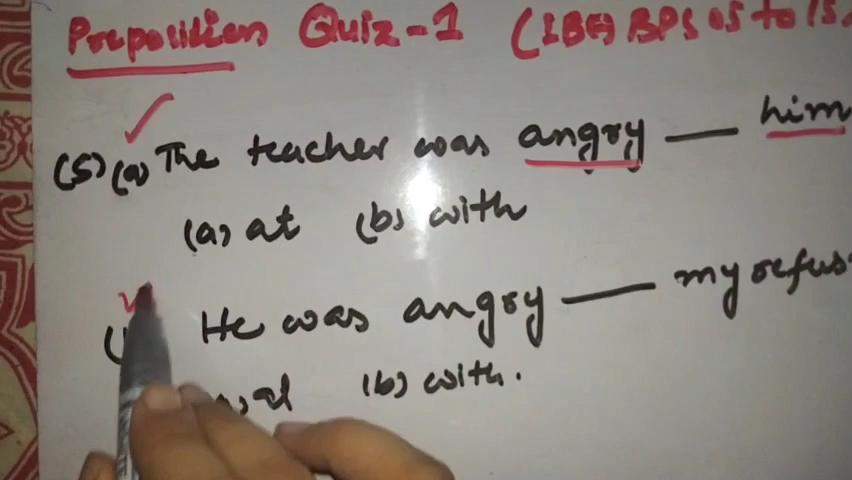 Preposition Quiz-1 (IBA) BPS 05 to 15,
(5) (a) The teacher was angry — him
(a) at (b) with
He was angry — my refus
(b) with.